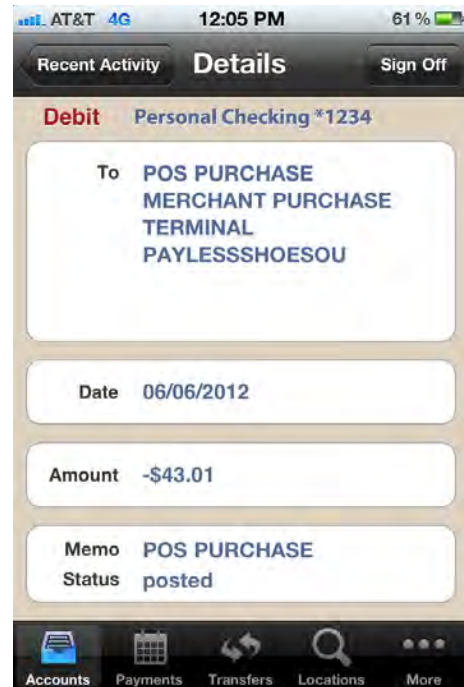 AT&T 4G 12:05 PM 61%
Recent Activity Details Sign Off
Debit Personal Checking *1234
To POS PURCHASE
MERCHANT PURCHASE
TERMINAL
PAYLESSSHOESOU
Date 06/06/2012
Amount -$43.01
Memo POS PURCHASE
Status posted
Accounts Payments Transfers Locations More